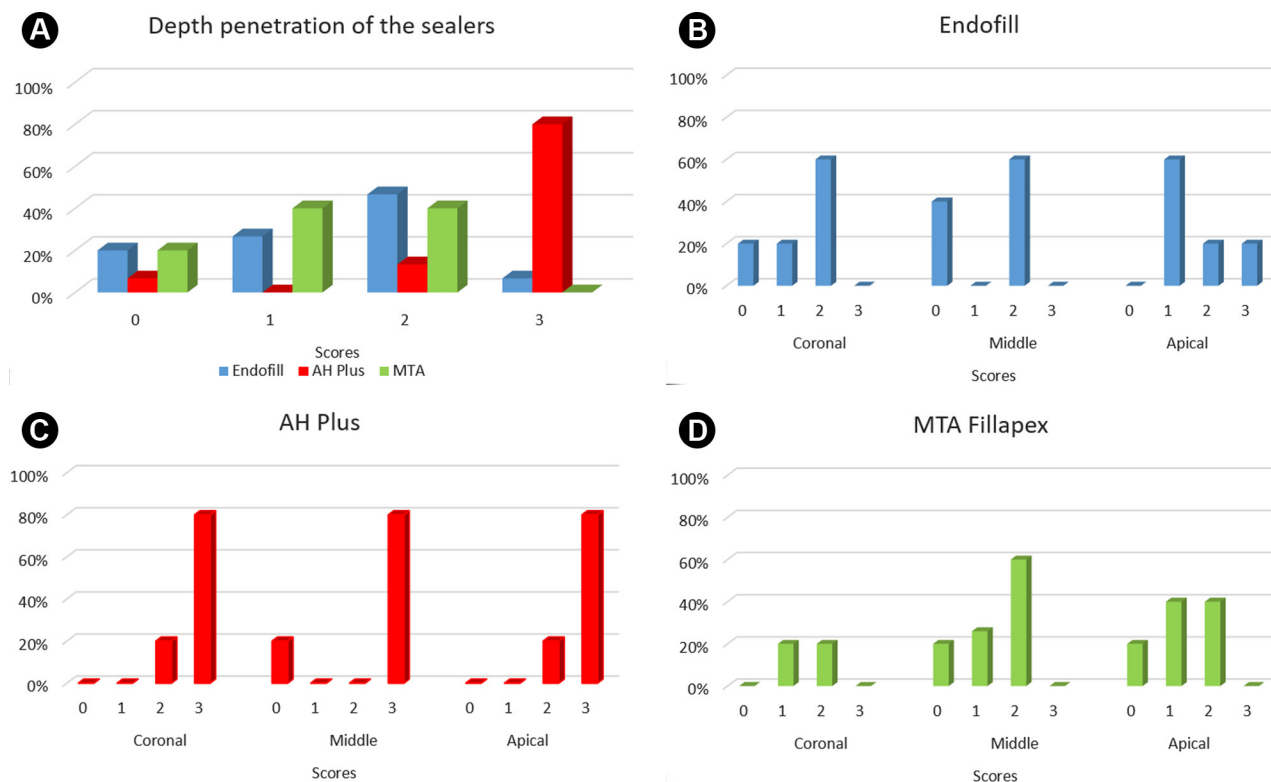 A
Depth penetration of the sealers
100%
80%
60%
40%
20%
0%
0 1 2 3
Scores
Endofill AH Plus MTA
B
Endofill
100%
80%
60%
40%
20%
0%
0 1 2 3 0 1 2 3 0 1 2 3
Coronal Middle Apical
Scores
C
AH Plus
100%
80%
60%
40%
20%
0%
0 1 2 3 0 1 2 3 0 1 2 3
Coronal Middle Apical
Scores
D
MTA Fillapex
100%
80%
60%
40%
20%
0%
0 1 2 3 0 1 2 3 0 1 2 3
Coronal Middle Apical
Scores